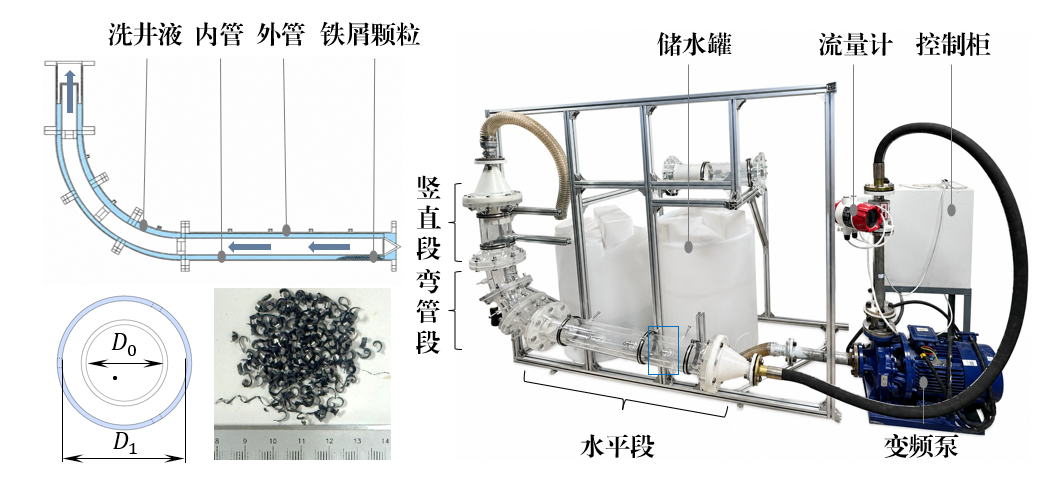 洗井液 内管 外管 铁屑颗粒
储水罐 流量计 控制柜
竖直段
弯管段
D₀
D₁
8 9 10 11 12 13 14
水平段 变频泵